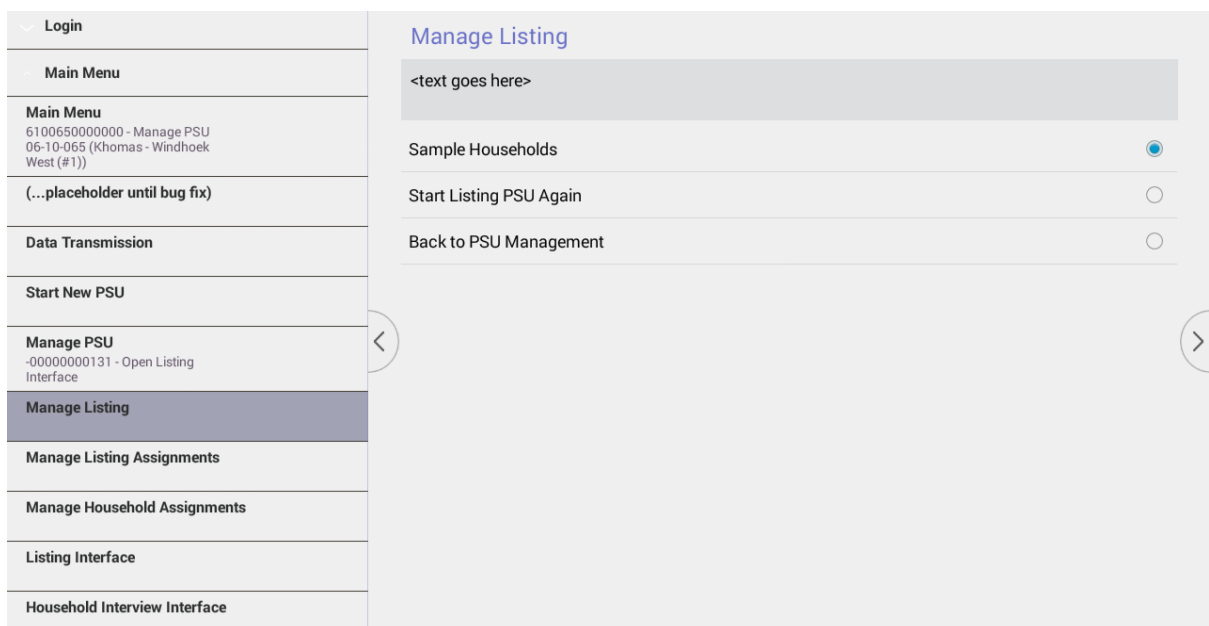 Login
Main Menu
Main Menu
6100650000000 - Manage PSU
06-10-065 (Khomas - Windhoek
West (#1))
(...placeholder until bug fix)
Data Transmission
Start New PSU
Manage PSU
-00000000131 - Open Listing
Interface
Manage Listing
Manage Listing Assignments
Manage Household Assignments
Listing Interface
Household Interview Interface
Manage Listing
<text goes here>
Sample Households
Start Listing PSU Again
Back to PSU Management